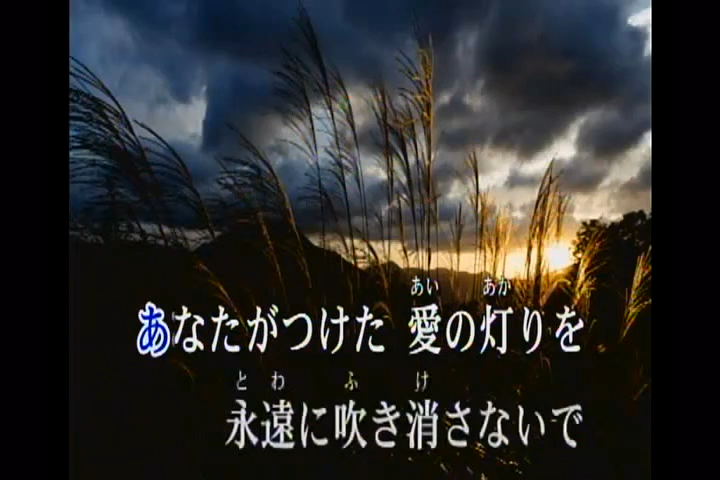 あい あか
あなたがつけた 愛の灯りを
とわ ふ け
永遠に吹き消さないで